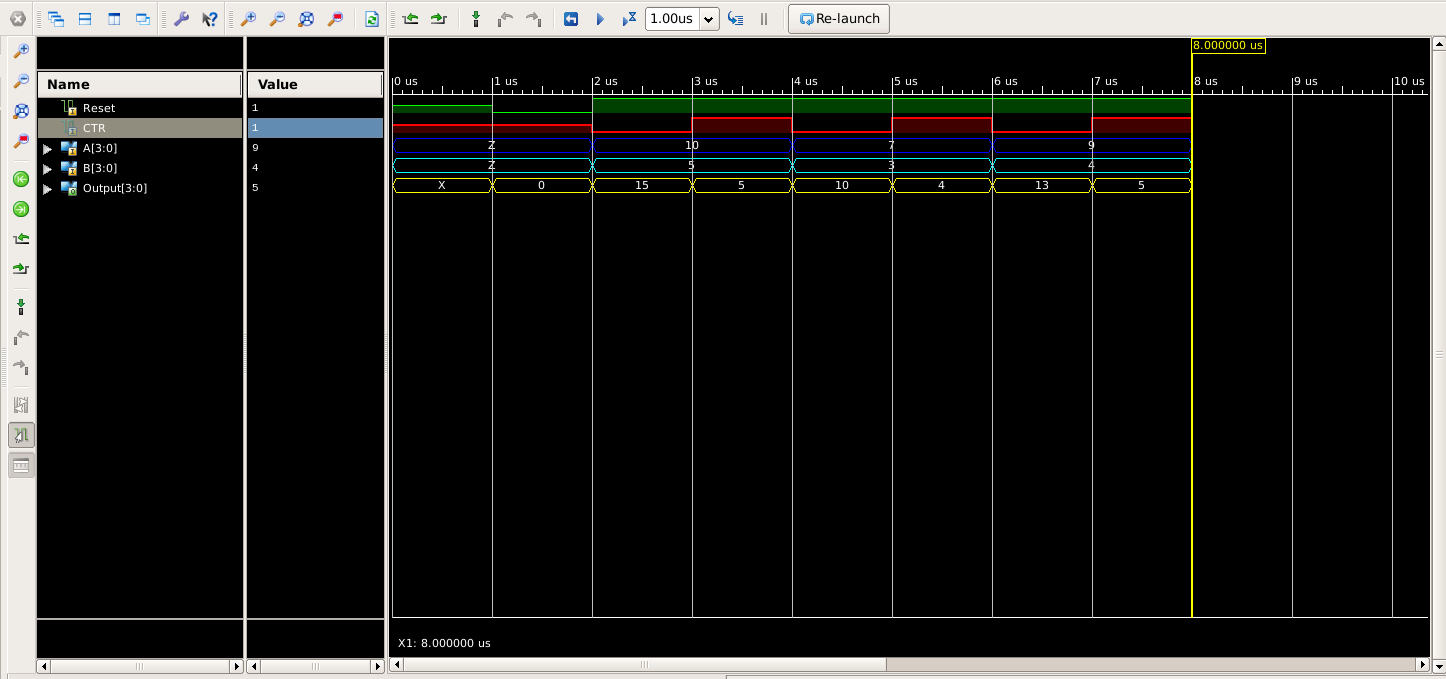 1.00us
Re-launch
8.000000 us
Name Value
0 us 1 us 2 us 3 us 4 us 5 us 6 us 7 us 8 us 9 us 10 us
Reset 1
CTR 1
A[3:0] 9 Z 10 7 9
B[3:0] 4 Z 5 3 4
Output[3:0] 5 X 0 15 5 10 4 13 5
X1: 8.000000 us